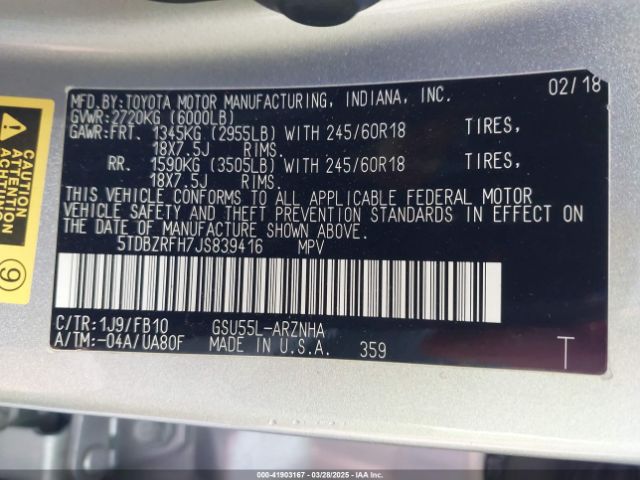 MFD.BY:TOYOTA MOTOR MANUFACTURING, INDIANA, INC. 02/18
GVWR:2720KG (6000LB)
GAWR:FRT. 1345KG (2955LB) WITH 245/60R18 TIRES,
18X7.5J RIMS.
RR. 1590KG (3505LB) WITH 245/60R18 TIRES,
18X7.5J RIMS.
THIS VEHICLE CONFORMS TO ALL APPLICABLE FEDERAL MOTOR
VEHICLE SAFETY AND THEFT PREVENTION STANDARDS IN EFFECT ON
THE DATE OF MANUFACTURE SHOWN ABOVE.
5TDBZRFH7JS839416 MPV
C/TR:1J9/FB10 GSU55L-ARZNHA
A/TM:-04A/UA80F MADE IN U.S.A. 359 T
CAUTION
ATTENTION
ACHTUNG
9
00-41903167 | 03/28/2025 | IAA Corp.